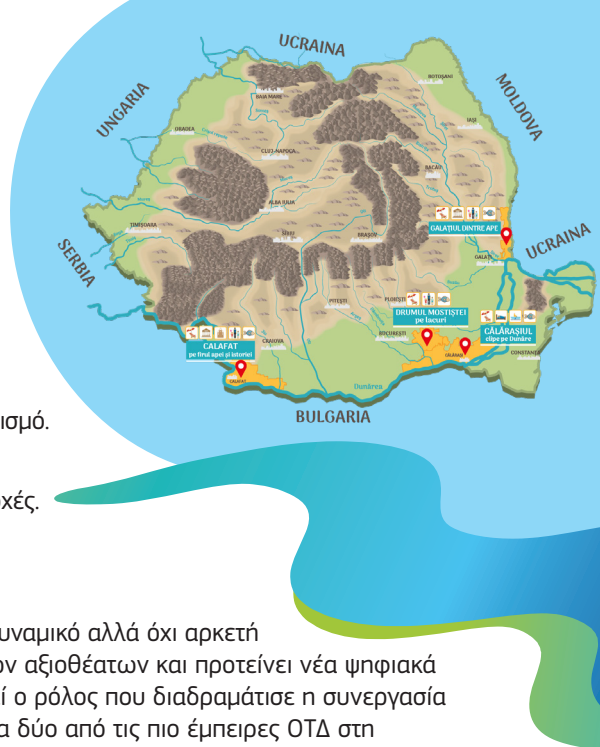 UCRAINA
UNGARIA
MOLDOVA
BOTOȘANI
BAIA MARE
IAȘI
ORADEA
CLUJ-NAPOCA
BACĂU
ALBA IULIA
TIMIȘOARA
SIBIU
BRAȘOV
GALAȚIUL DINTRE APE
UCRAINA
GALAȚI
SERBIA
PITEȘTI
PLOIEȘTI
DRUMUL MOSTIȘTEI
pe lacuri
CĂLĂRAȘIUL
clipe pe Dunăre
BUCUREȘTI
CĂLĂRAȘI
CONSTANȚA
CALAFAT
pe firul apei și istoriei
CRAIOVA
CALAFAT
Dunărea
BULGARIA
ισμό.
χές.
υναμικό αλλά όχι αρκετή
ον αξιοθέατων και προτείνει νέα ψηφιακά
ί ο ρόλος που διαδραμάτισε η συνεργασία
α δύο από τις πιο έμπειρες ΟΤΔ στη